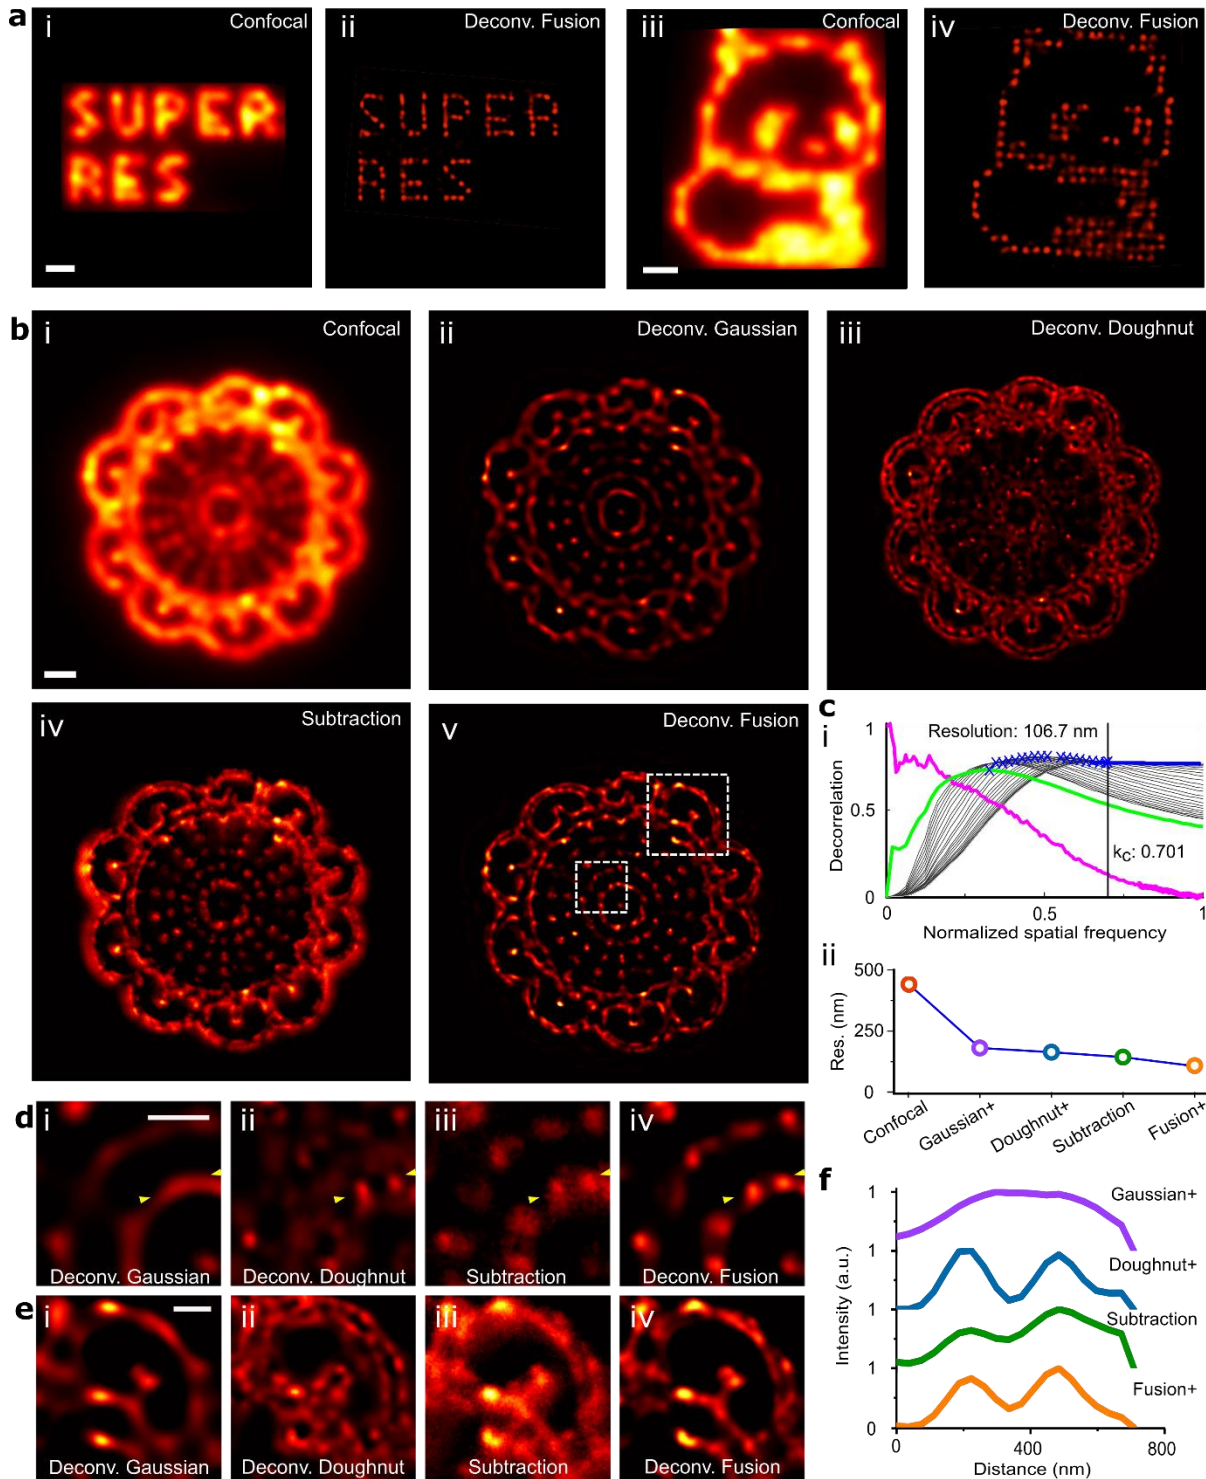 a
i
Confocal
ii
Deconv. Fusion
iii
Confocal
iv
Deconv. Fusion
SUPER
RES
SUPER
RES
b
i
Confocal
ii
Deconv. Gaussian
iii
Deconv. Doughnut
iv
Subtraction
v
Deconv. Fusion
c
i
1
Resolution: 106.7 nm
0.5
Decorrelation
k_C: 0.701
0
0 0.5 1
Normalized spatial frequency
ii
500
250
0
Res. (nm)
Confocal
Gaussian+
Doughnut+
Subtraction
Fusion+
d
i
ii
iii
iv
Deconv. Gaussian
Deconv. Doughnut
Subtraction
Deconv. Fusion
e
i
ii
iii
iv
Deconv. Gaussian
Deconv. Doughnut
Subtraction
Deconv. Fusion
f
1
Gaussian+
1
Doughnut+
1
Subtraction
1
Fusion+
0
Intensity (a.u.)
0 400 800
Distance (nm)